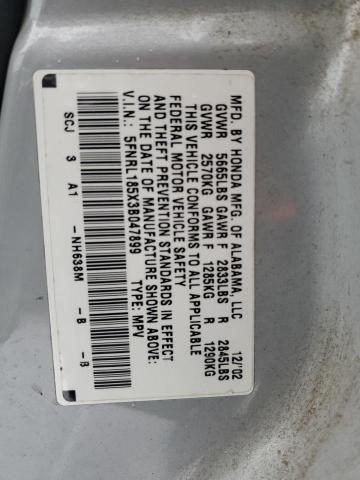 MFD. BY HONDA MFG. OF ALABAMA, LLC 12/'02
GVWR 5665LBS GAWR F 2833LBS R 2845LBS
GVWR 2570KG GAWR F 1285KG R 1290KG
THIS VEHICLE CONFORMS TO ALL APPLICABLE
FEDERAL MOTOR VEHICLE SAFETY
AND THEFT PREVENTION STANDARDS IN EFFECT
ON THE DATE OF MANUFACTURE SHOWN ABOVE:
V.I.N.: 5FNRL185X3B047899 TYPE: MPV
SCJ 3 A1 -NH638M -B -B